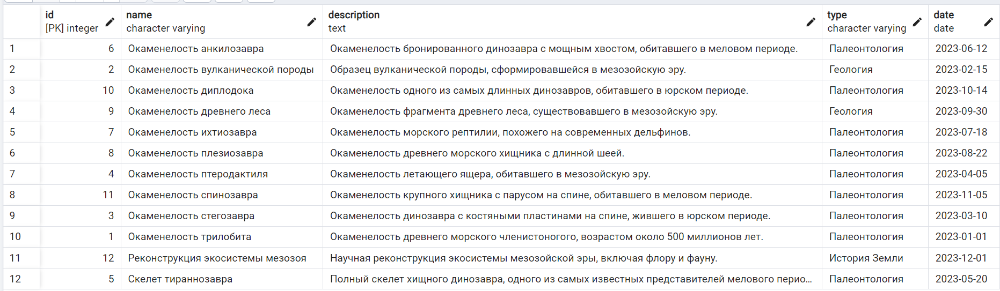 id name description type date
[PK] integer character varying text character varying date
1 6 Окаменелость анкилозавра Окаменелость бронированного динозавра с мощным хвостом, обитавшего в меловом периоде. Палеонтология 2023-06-12
2 2 Окаменелость вулканической породы Образец вулканической породы, сформировавшейся в мезозойскую эру. Геология 2023-02-15
3 10 Окаменелость диплодока Окаменелость одного из самых длинных динозавров, обитавшего в юрском периоде. Палеонтология 2023-10-14
4 9 Окаменелость древнего леса Окаменелость фрагмента древнего леса, существовавшего в мезозойскую эру. Геология 2023-09-30
5 7 Окаменелость ихтиозавра Окаменелость морского рептилии, похожего на современных дельфинов. Палеонтология 2023-07-18
6 8 Окаменелость плезиозавра Окаменелость древнего морского хищника с длинной шеей. Палеонтология 2023-08-22
7 4 Окаменелость птеродактиля Окаменелость летающего ящера, обитавшего в мезозойскую эру. Палеонтология 2023-04-05
8 11 Окаменелость спинозавра Окаменелость крупного хищника с парусом на спине, обитавшего в меловом периоде. Палеонтология 2023-11-05
9 3 Окаменелость стегозавра Окаменелость динозавра с костяными пластинами на спине, жившего в юрском периоде. Палеонтология 2023-03-10
10 1 Окаменелость трилобита Окаменелость древнего морского членистоногого, возрастом около 500 миллионов лет. Палеонтология 2023-01-01
11 12 Реконструкция экосистемы мезозоя Научная реконструкция экосистемы мезозойской эры, включая флору и фауну. История Земли 2023-12-01
12 5 Скелет тираннозавра Полный скелет хищного динозавра, одного из самых известных представителей мелового перио... Палеонтология 2023-05-20